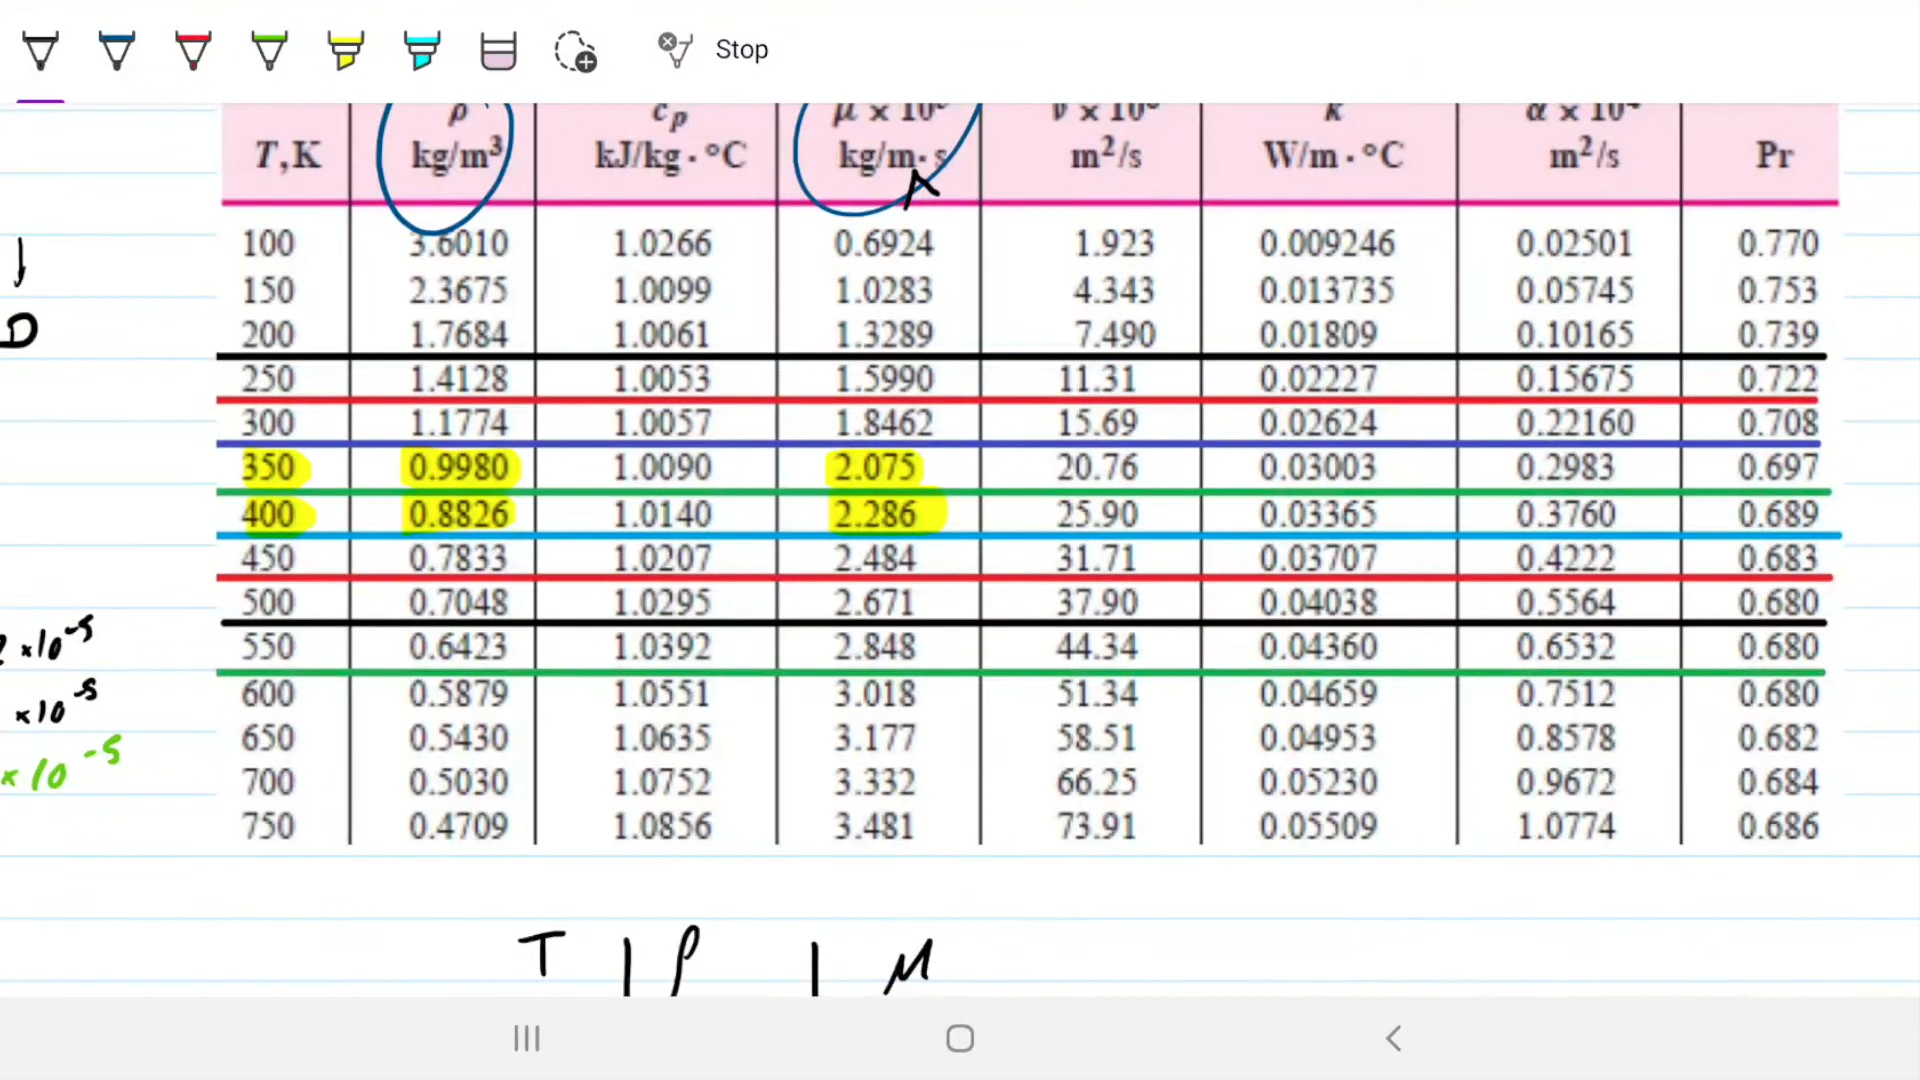 Stop
ρ cp μ × 10 ν × 10 k α × 10
T, K kg/m³ kJ/kg · °C kg/m · s m²/s W/m · °C m²/s Pr
100 3.6010 1.0266 0.6924 1.923 0.009246 0.02501 0.770
150 2.3675 1.0099 1.0283 4.343 0.013735 0.05745 0.753
D
200 1.7684 1.0061 1.3289 7.490 0.01809 0.10165 0.739
250 1.4128 1.0053 1.5990 11.31 0.02227 0.15675 0.722
300 1.1774 1.0057 1.8462 15.69 0.02624 0.22160 0.708
350 0.9980 1.0090 2.075 20.76 0.03003 0.2983 0.697
400 0.8826 1.0140 2.286 25.90 0.03365 0.3760 0.689
450 0.7833 1.0207 2.484 31.71 0.03707 0.4222 0.683
500 0.7048 1.0295 2.671 37.90 0.04038 0.5564 0.680
×10⁻⁵
550 0.6423 1.0392 2.848 44.34 0.04360 0.6532 0.680
600 0.5879 1.0551 3.018 51.34 0.04659 0.7512 0.680
×10⁻⁵
650 0.5430 1.0635 3.177 58.51 0.04953 0.8578 0.682
×10⁻⁵
700 0.5030 1.0752 3.332 66.25 0.05230 0.9672 0.684
750 0.4709 1.0856 3.481 73.91 0.05509 1.0774 0.686
T | ρ | μ